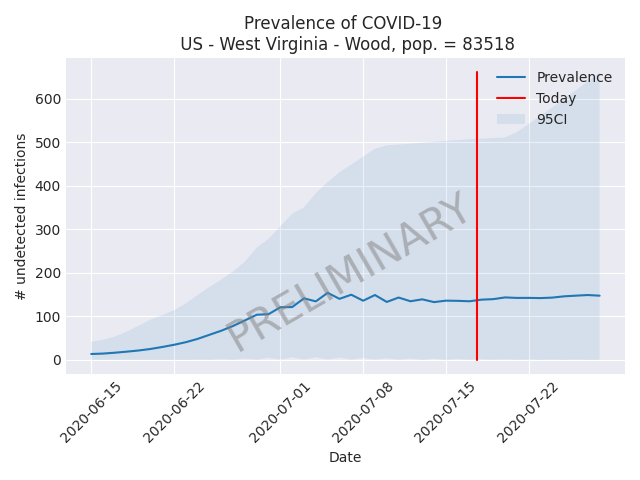 Prevalence of COVID-19
US - West Virginia - Wood, pop. = 83518
Prevalence
Today
95CI
600
500
400
300
200
100
0
# undetected infections
PRELIMINARY
2020-06-15
2020-06-22
2020-07-01
2020-07-08
2020-07-15
2020-07-22
Date